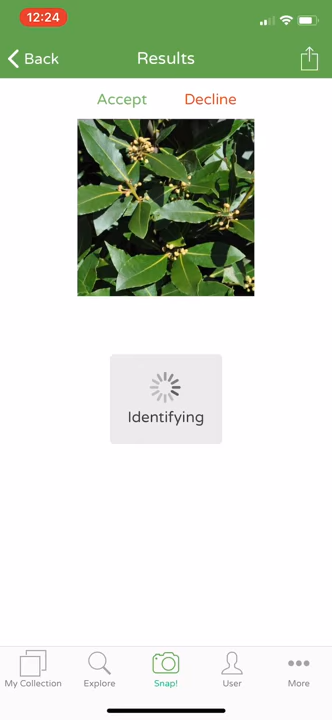 12:24
Back Results
Accept Decline
Identifying
My Collection Explore Snap! User More